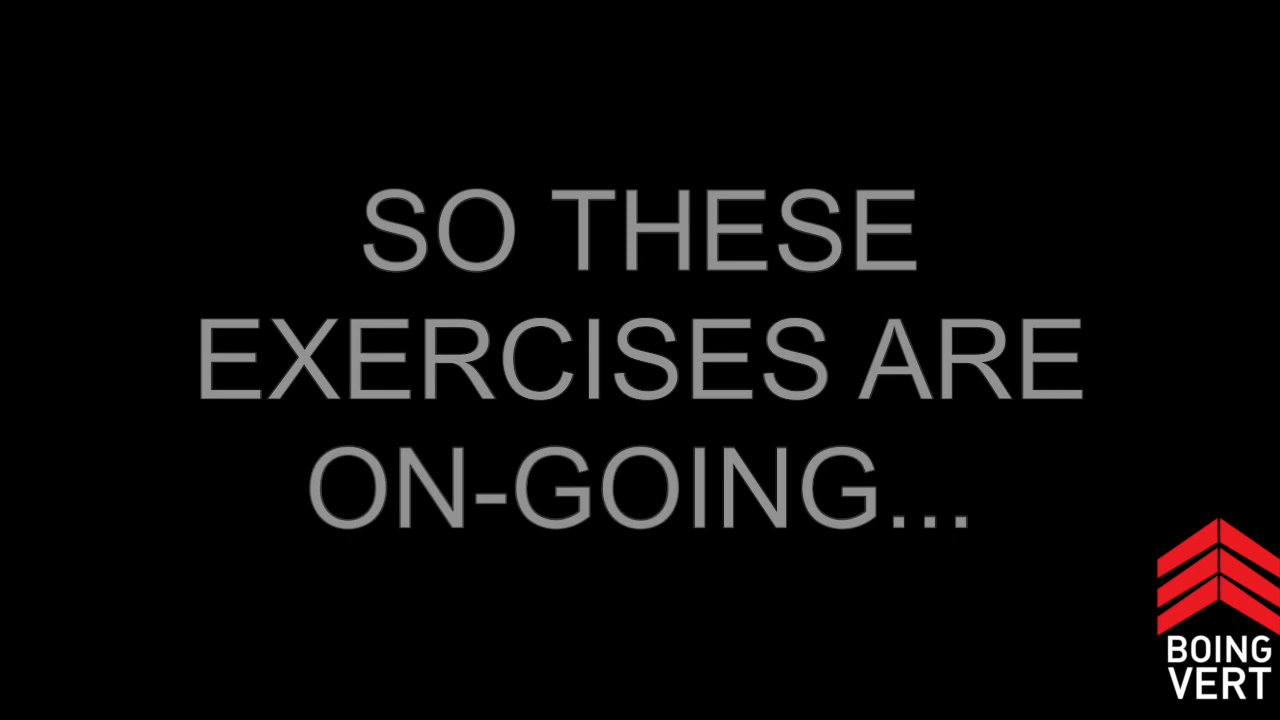 SO THESE
EXERCISES ARE
ON-GOING...
BOING
VERT